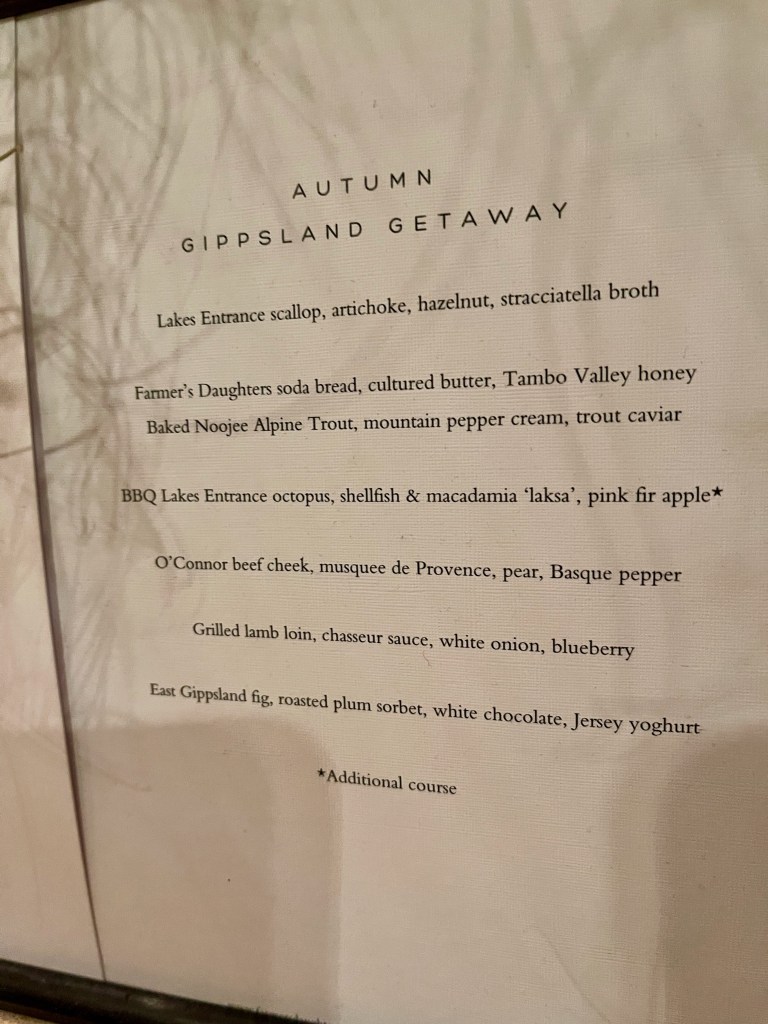 AUTUMN
GIPPSLAND GETAWAY
Lakes Entrance scallop, artichoke, hazelnut, stracciatella broth
Farmer's Daughters soda bread, cultured butter, Tambo Valley honey
Baked Noojee Alpine Trout, mountain pepper cream, trout caviar
BBQ Lakes Entrance octopus, shellfish & macadamia 'laksa', pink fir apple★
O'Connor beef cheek, musquee de Provence, pear, Basque pepper
Grilled lamb loin, chasseur sauce, white onion, blueberry
East Gippsland fig, roasted plum sorbet, white chocolate, Jersey yoghurt
★Additional course